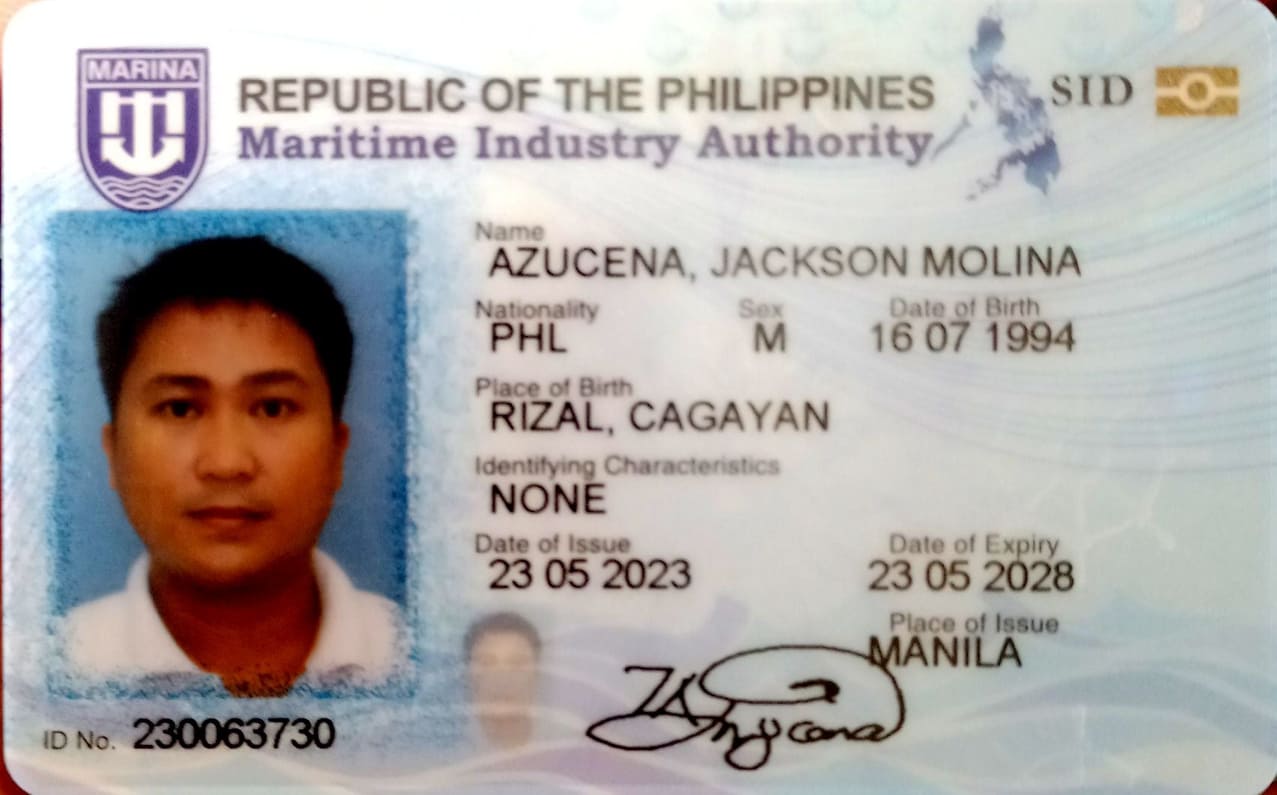 MARINA
REPUBLIC OF THE PHILIPPINES
Maritime Industry Authority
SID
Name
AZUCENA, JACKSON MOLINA
Nationality Sex Date of Birth
PHL M 16 07 1994
Place of Birth
RIZAL, CAGAYAN
Identifying Characteristics
NONE
Date of Issue Date of Expiry
23 05 2023 23 05 2028
Place of Issue
MANILA
ID No. 230063730